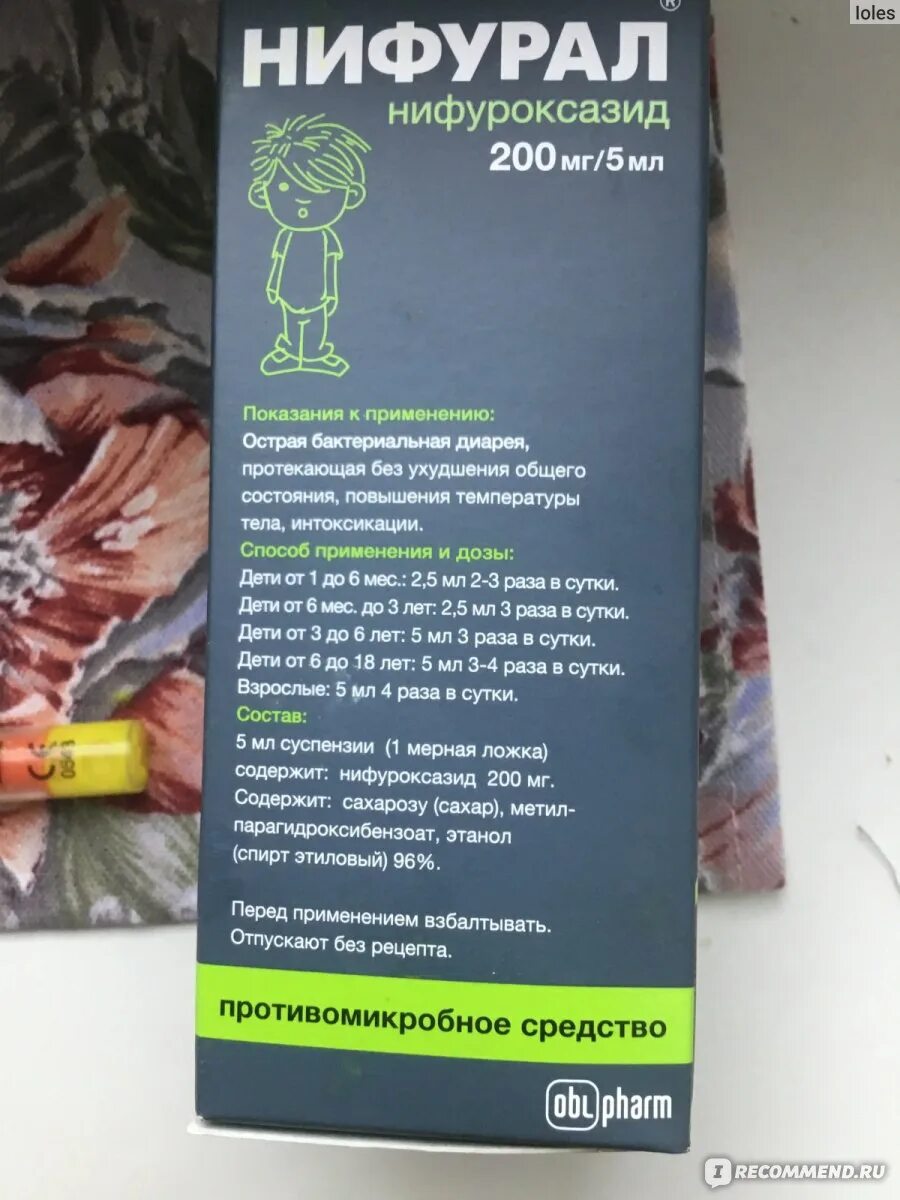 loles
НИФУРАЛ®
нифуроксазид
200 мг/5 мл
Показания к применению:
Острая бактериальная диарея,
протекающая без ухудшения общего
состояния, повышения температуры
тела, интоксикации.
Способ применения и дозы:
Дети от 1 до 6 мес.: 2,5 мл 2-3 раза в сутки.
Дети от 6 мес. до 3 лет: 2,5 мл 3 раза в сутки.
Дети от 3 до 6 лет: 5 мл 3 раза в сутки.
Дети от 6 до 18 лет: 5 мл 3-4 раза в сутки.
Взрослые: 5 мл 4 раза в сутки.
Состав:
5 мл суспензии (1 мерная ложка)
содержит: нифуроксазид 200 мг.
Содержит: сахарозу (сахар), метил-
парагидроксибензоат, этанол
(спирт этиловый) 96%.
Перед применением взбалтывать.
Отпускают без рецепта.
противомикробное средство
obl pharm
CE
I RECOMMEND.RU